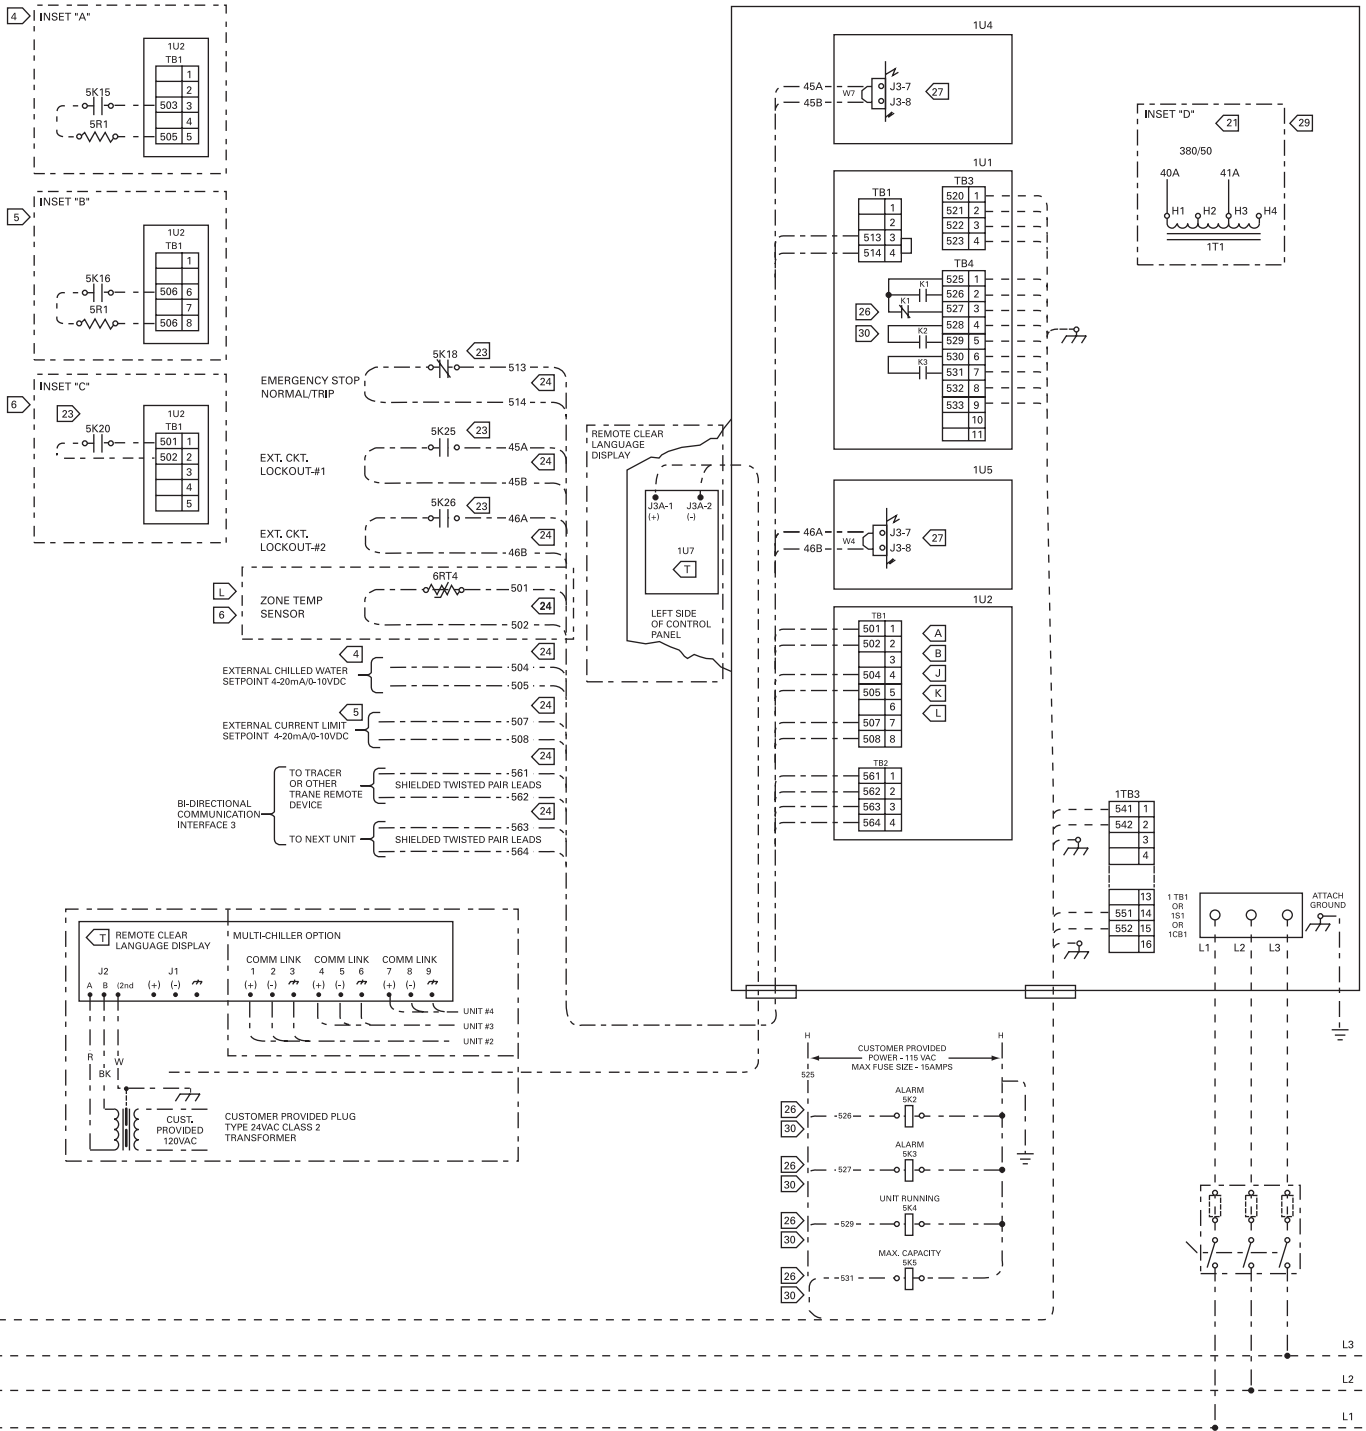 4
INSET "A"
1U2
TB1
1
2
503 3
4
505 5
5K15
5R1
5
INSET "B"
1U2
TB1
1
506 6
7
506 8
5K16
5R1
6
INSET "C"
23
5K20
1U2
TB1
501 1
502 2
3
4
5
EMERGENCY STOP
NORMAL/TRIP
5K18
23
513
24
514
EXT. CKT.
LOCKOUT-#1
5K25
23
45A
24
45B
EXT. CKT.
LOCKOUT-#2
5K26
23
46A
24
46B
L
6
ZONE TEMP
SENSOR
6RT4
501
24
502
4
24
EXTERNAL CHILLED WATER
SETPOINT 4-20mA/0-10VDC
504
505
5
24
EXTERNAL CURRENT LIMIT
SETPOINT 4-20mA/0-10VDC
507
508
24
BI-DIRECTIONAL
COMMUNICATION
INTERFACE 3
TO TRACER
OR OTHER
TRANE REMOTE
DEVICE
561
SHIELDED TWISTED PAIR LEADS
562
24
TO NEXT UNIT
563
SHIELDED TWISTED PAIR LEADS
564
REMOTE CLEAR
LANGUAGE
DISPLAY
J3A-1
(+)
J3A-2
(-)
1U7
T
LEFT SIDE
OF CONTROL
PANEL
1U4
45A
45B
W7
J3-7
J3-8
27
1U1
TB1
1
2
513 3
514 4
TB3
520 1
521 2
522 3
523 4
TB4
525 1
526 2
527 3
528 4
529 5
530 6
531 7
532 8
533 9
10
11
K1
K1
K2
K3
26
30
1U5
46A
46B
W4
J3-7
J3-8
27
1U2
TB1
501 1
502 2
3
504 4
505 5
6
507 7
508 8
A
B
J
K
L
TB2
561 1
562 2
563 3
564 4
INSET "D"
21
29
380/50
40A
41A
H1
H2
H3
H4
1T1
1TB3
541 1
542 2
3
4
13
551 14
552 15
16
1 TB1
OR
1S1
OR
1CB1
ATTACH
GROUND
L1
L2
L3
T
REMOTE CLEAR
LANGUAGE DISPLAY
MULTI-CHILLER OPTION
J2
A
B
(2nd
J1
(+)
(-)
COMM LINK
1 2 3
(+) (-)
COMM LINK
4 5 6
(+) (-)
COMM LINK
7 8 9
(+) (-)
UNIT #4
UNIT #3
UNIT #2
R
BK
W
CUST.
PROVIDED
120VAC
CUSTOMER PROVIDED PLUG
TYPE 24VAC CLASS 2
TRANSFORMER
H
H
CUSTOMER PROVIDED
POWER - 115 VAC
MAX FUSE SIZE - 15AMPS
525
ALARM
5K2
26
30
526
ALARM
5K3
26
30
527
UNIT RUNNING
5K4
26
30
529
MAX. CAPACITY
5K5
26
30
531
L3
L2
L1